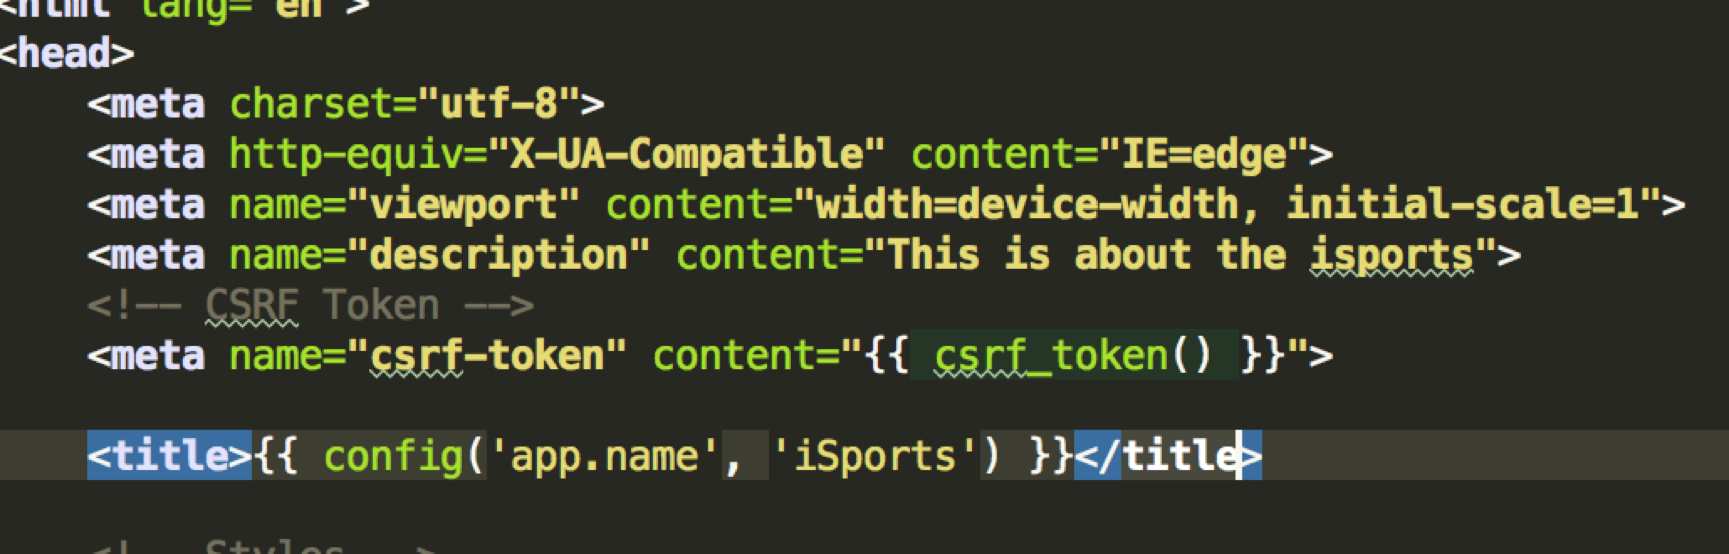 <html lang="en">
<head>
<meta charset="utf-8">
<meta http-equiv="X-UA-Compatible" content="IE=edge">
<meta name="viewport" content="width=device-width, initial-scale=1">
<meta name="description" content="This is about the isports">
<!-- CSRF Token -->
<meta name="csrf-token" content="{{ csrf_token() }}">
<title>{{ config('app.name', 'iSports') }}</title>
<!-- Styles -->